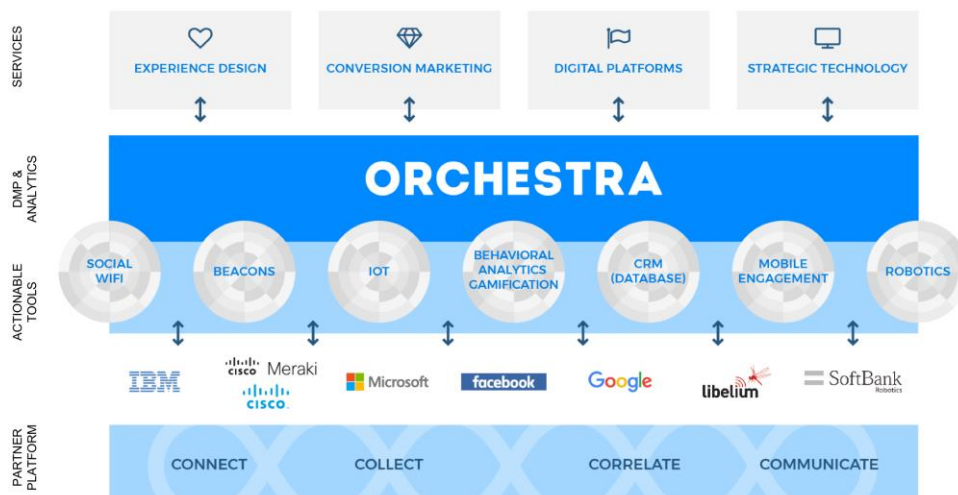 SERVICES
EXPERIENCE DESIGN
CONVERSION MARKETING
DIGITAL PLATFORMS
STRATEGIC TECHNOLOGY
DMP &
ANALYTICS
ORCHESTRA
ACTIONABLE
TOOLS
SOCIAL
WIFI
BEACONS
IOT
BEHAVIORAL
ANALYTICS
GAMIFICATION
CRM
(DATABASE)
MOBILE
ENGAGEMENT
ROBOTICS
IBM
CISCO Meraki
CISCO.
Microsoft
facebook
Google
libelium
SoftBank
Robotics
PARTNER
PLATFORM
CONNECT
COLLECT
CORRELATE
COMMUNICATE